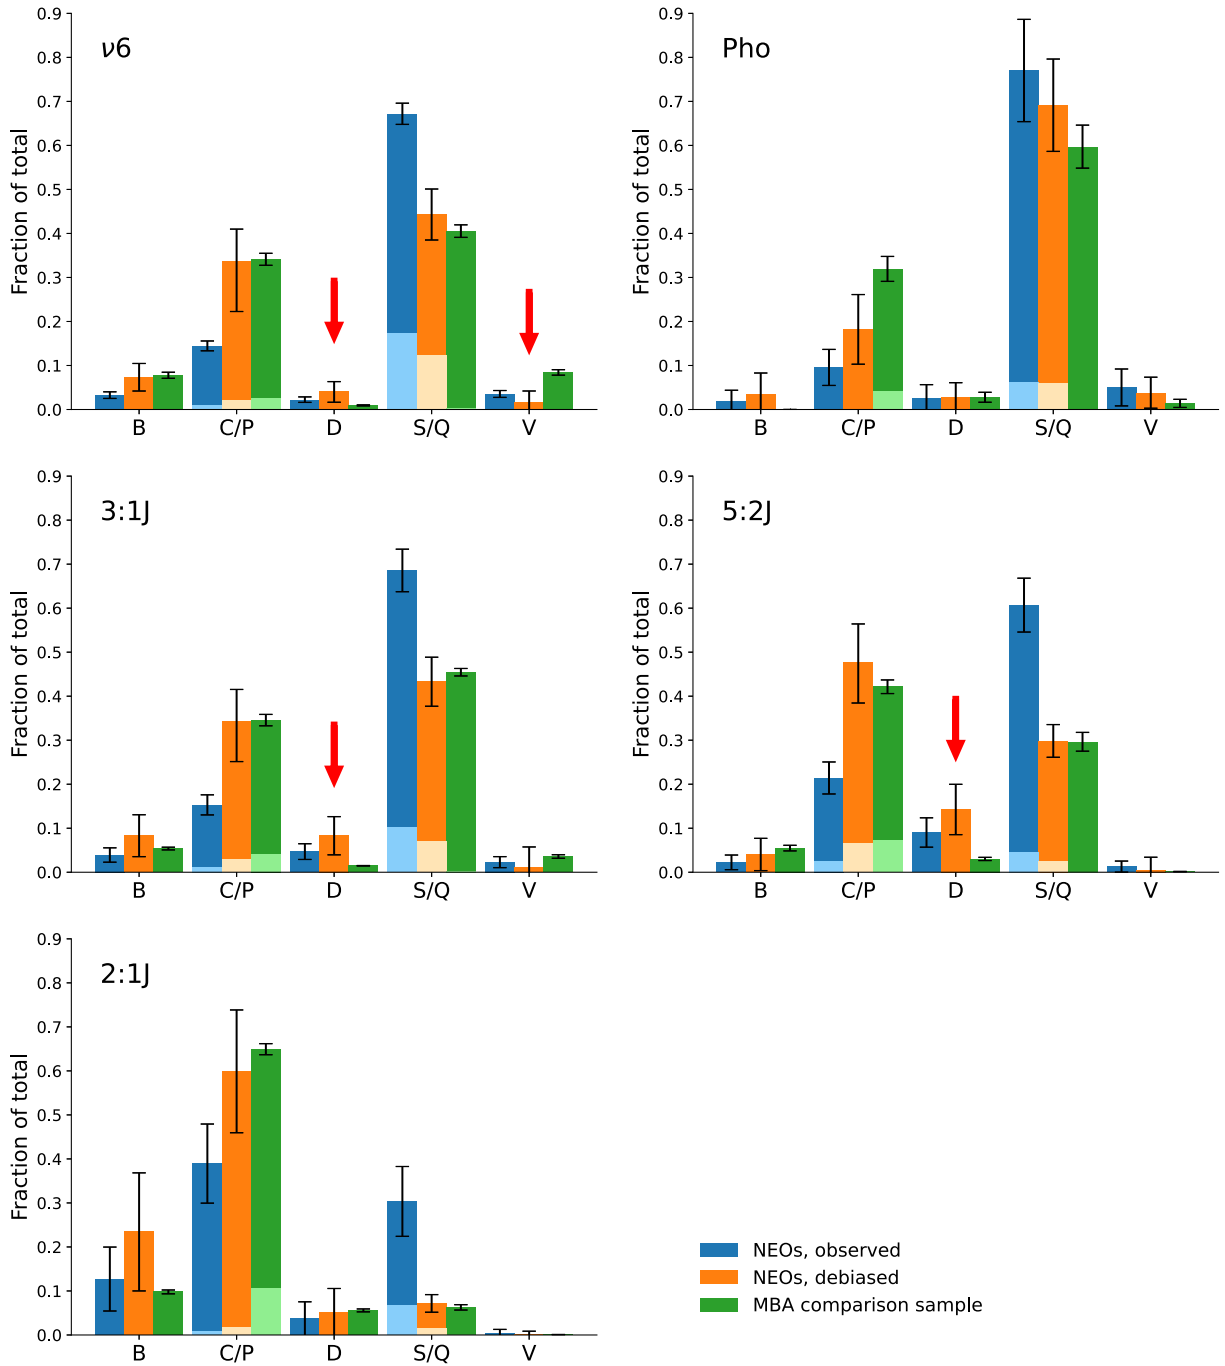 ν6
Fraction of total
0.9
0.8
0.7
0.6
0.5
0.4
0.3
0.2
0.1
0.0
B C/P D S/Q V
Pho
Fraction of total
0.9
0.8
0.7
0.6
0.5
0.4
0.3
0.2
0.1
0.0
B C/P D S/Q V
3:1J
Fraction of total
0.9
0.8
0.7
0.6
0.5
0.4
0.3
0.2
0.1
0.0
B C/P D S/Q V
5:2J
Fraction of total
0.9
0.8
0.7
0.6
0.5
0.4
0.3
0.2
0.1
0.0
B C/P D S/Q V
2:1J
Fraction of total
0.9
0.8
0.7
0.6
0.5
0.4
0.3
0.2
0.1
0.0
B C/P D S/Q V
NEOs, observed
NEOs, debiased
MBA comparison sample